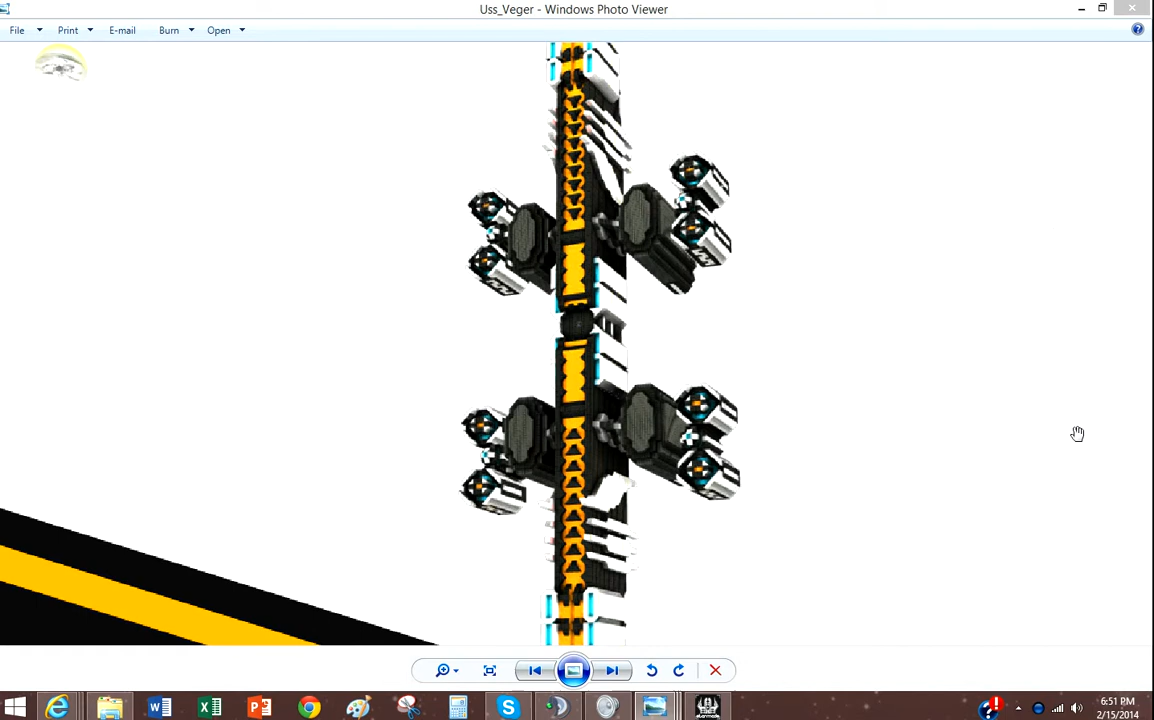 Uss_Veger - Windows Photo Viewer
File Print E-mail Burn Open
6:51 PM
2/15/2014